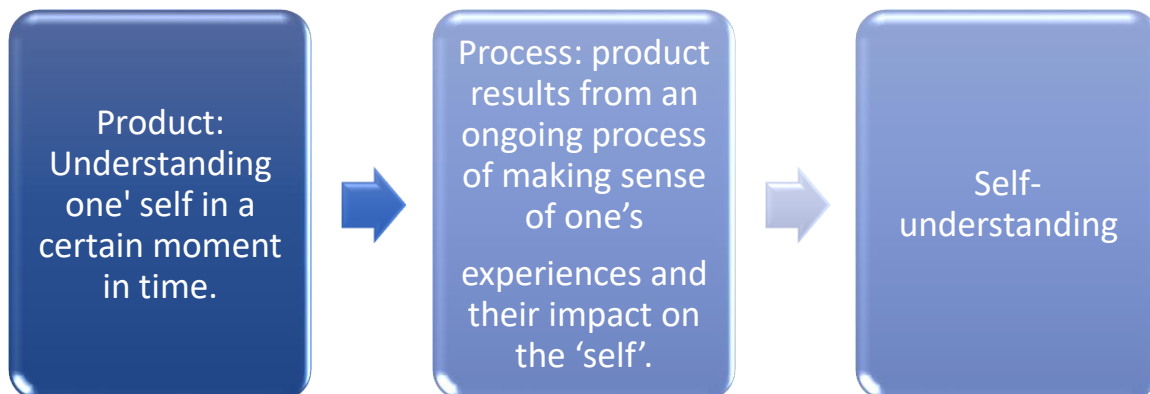 Product:
Understanding
one' self in a
certain moment
in time.
Process: product
results from an
ongoing process
of making sense
of one’s
experiences and
their impact on
the ‘self’.
Self-
understanding